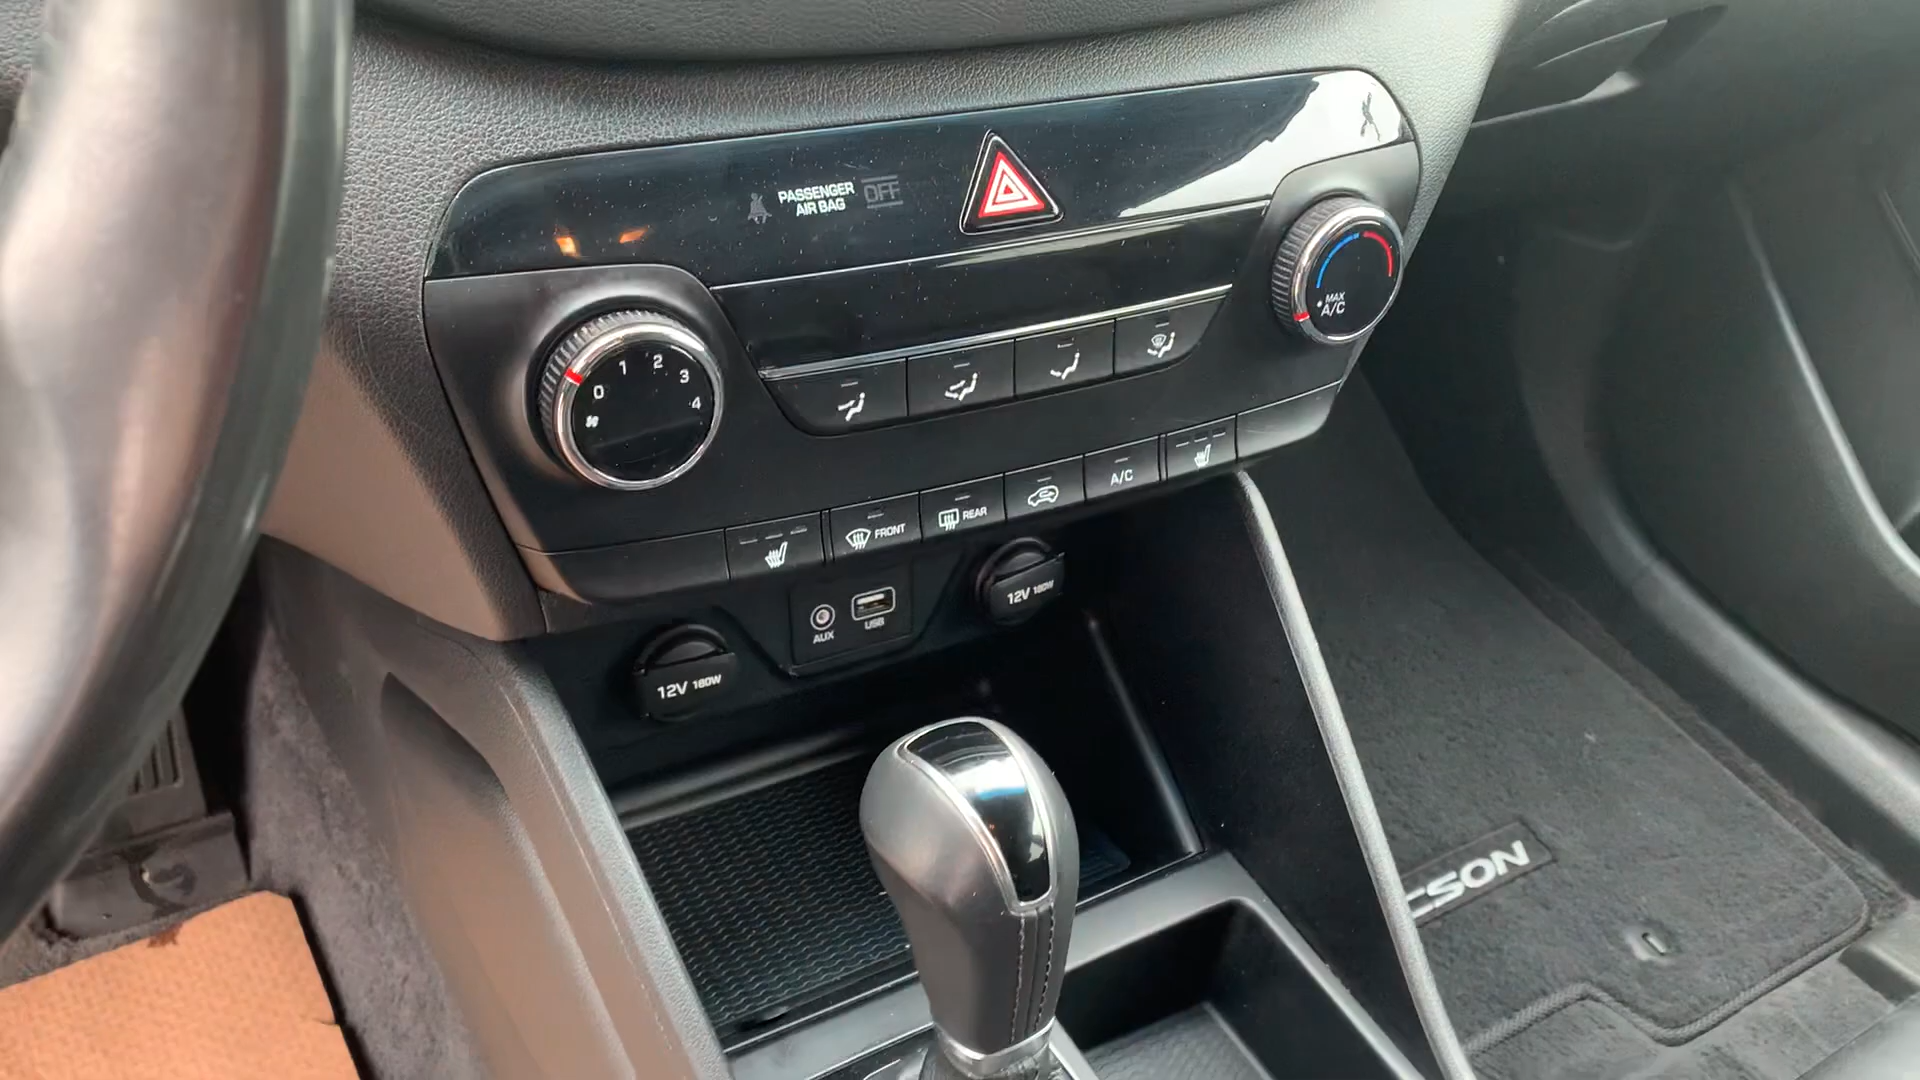 PASSENGER
AIR BAG
OFF
0 1 2 3 4
MAX
A/C
FRONT
REAR
A/C
AUX
USB
12V 180W
12V 180W
CSON